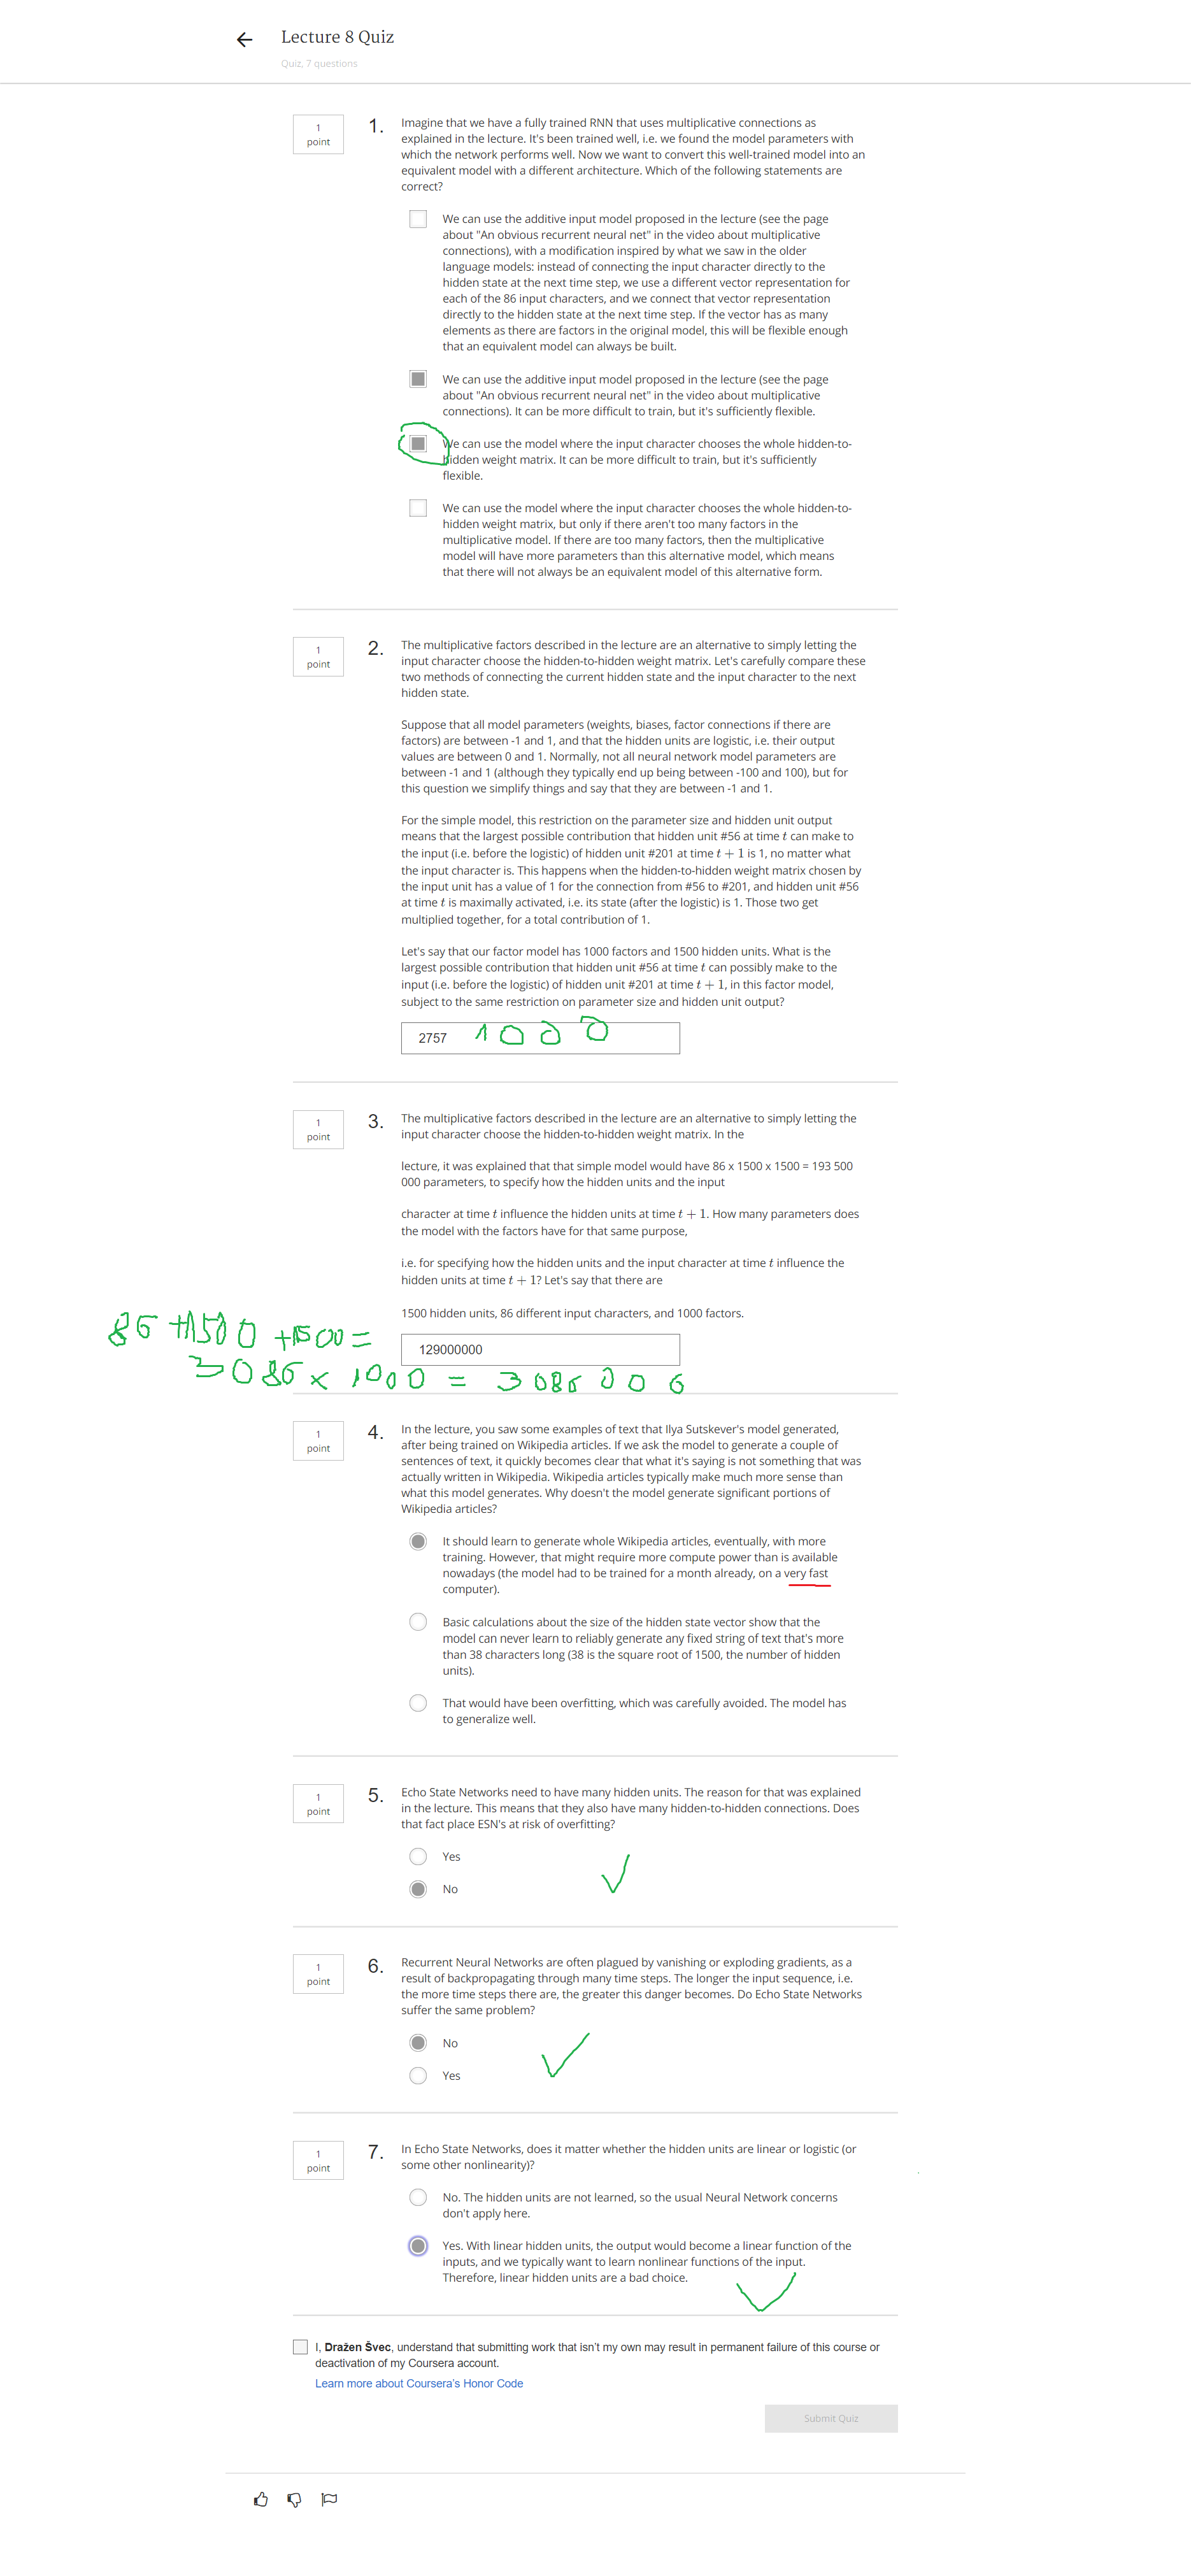 Lecture 8 Quiz
Quiz, 7 questions
1
point
1.
Imagine that we have a fully trained RNN that uses multiplicative connections as
explained in the lecture. It's been trained well, i.e. we found the model parameters with
which the network performs well. Now we want to convert this well-trained model into an
equivalent model with a different architecture. Which of the following statements are
correct?
We can use the additive input model proposed in the lecture (see the page
about "An obvious recurrent neural net" in the video about multiplicative
connections), with a modification inspired by what we saw in the older
language models: instead of connecting the input character directly to the
hidden state at the next time step, we use a different vector representation for
each of the 86 input characters, and we connect that vector representation
directly to the hidden state at the next time step. If the vector has as many
elements as there are factors in the original model, this will be flexible enough
that an equivalent model can always be built.
We can use the additive input model proposed in the lecture (see the page
about "An obvious recurrent neural net" in the video about multiplicative
connections). It can be more difficult to train, but it's sufficiently flexible.
We can use the model where the input character chooses the whole hidden-to-
hidden weight matrix. It can be more difficult to train, but it's sufficiently
flexible.
We can use the model where the input character chooses the whole hidden-to-
hidden weight matrix, but only if there aren't too many factors in the
multiplicative model. If there are too many factors, then the multiplicative
model will have more parameters than this alternative model, which means
that there will not always be an equivalent model of this alternative form.
1
point
2.
The multiplicative factors described in the lecture are an alternative to simply letting the
input character choose the hidden-to-hidden weight matrix. Let's carefully compare these
two methods of connecting the current hidden state and the input character to the next
hidden state.
Suppose that all model parameters (weights, biases, factor connections if there are
factors) are between -1 and 1, and that the hidden units are logistic, i.e. their output
values are between 0 and 1. Normally, not all neural network model parameters are
between -1 and 1 (although they typically end up being between -100 and 100), but for
this question we simplify things and say that they are between -1 and 1.
For the simple model, this restriction on the parameter size and hidden unit output
means that the largest possible contribution that hidden unit #56 at time t can make to
the input (i.e. before the logistic) of hidden unit #201 at time t + 1 is 1, no matter what
the input character is. This happens when the hidden-to-hidden weight matrix chosen by
the input unit has a value of 1 for the connection from #56 to #201, and hidden unit #56
at time t is maximally activated, i.e. its state (after the logistic) is 1. Those two get
multiplied together, for a total contribution of 1.
Let's say that our factor model has 1000 factors and 1500 hidden units. What is the
largest possible contribution that hidden unit #56 at time t can possibly make to the
input (i.e. before the logistic) of hidden unit #201 at time t + 1, in this factor model,
subject to the same restriction on parameter size and hidden unit output?
2757 1000
1
point
3.
The multiplicative factors described in the lecture are an alternative to simply letting the
input character choose the hidden-to-hidden weight matrix. In the
lecture, it was explained that that simple model would have 86 x 1500 x 1500 = 193 500
000 parameters, to specify how the hidden units and the input
character at time t influence the hidden units at time t + 1. How many parameters does
the model with the factors have for that same purpose,
i.e. for specifying how the hidden units and the input character at time t influence the
hidden units at time t + 1? Let's say that there are
1500 hidden units, 86 different input characters, and 1000 factors.
86 + 1500 + 1500 =
129000000
3086 x 1000 = 3086000
1
point
4.
In the lecture, you saw some examples of text that Ilya Sutskever's model generated,
after being trained on Wikipedia articles. If we ask the model to generate a couple of
sentences of text, it quickly becomes clear that what it's saying is not something that was
actually written in Wikipedia. Wikipedia articles typically make much more sense than
what this model generates. Why doesn't the model generate significant portions of
Wikipedia articles?
It should learn to generate whole Wikipedia articles, eventually, with more
training. However, that might require more compute power than is available
nowadays (the model had to be trained for a month already, on a very fast
computer).
Basic calculations about the size of the hidden state vector show that the
model can never learn to reliably generate any fixed string of text that's more
than 38 characters long (38 is the square root of 1500, the number of hidden
units).
That would have been overfitting, which was carefully avoided. The model has
to generalize well.
1
point
5.
Echo State Networks need to have many hidden units. The reason for that was explained
in the lecture. This means that they also have many hidden-to-hidden connections. Does
that fact place ESN's at risk of overfitting?
Yes
No
1
point
6.
Recurrent Neural Networks are often plagued by vanishing or exploding gradients, as a
result of backpropagating through many time steps. The longer the input sequence, i.e.
the more time steps there are, the greater this danger becomes. Do Echo State Networks
suffer the same problem?
No
Yes
1
point
7.
In Echo State Networks, does it matter whether the hidden units are linear or logistic (or
some other nonlinearity)?
No. The hidden units are not learned, so the usual Neural Network concerns
don't apply here.
Yes. With linear hidden units, the output would become a linear function of the
inputs, and we typically want to learn nonlinear functions of the input.
Therefore, linear hidden units are a bad choice.
I, Dražen Švec, understand that submitting work that isn't my own may result in permanent failure of this course or
deactivation of my Coursera account.
Learn more about Coursera's Honor Code
Submit Quiz